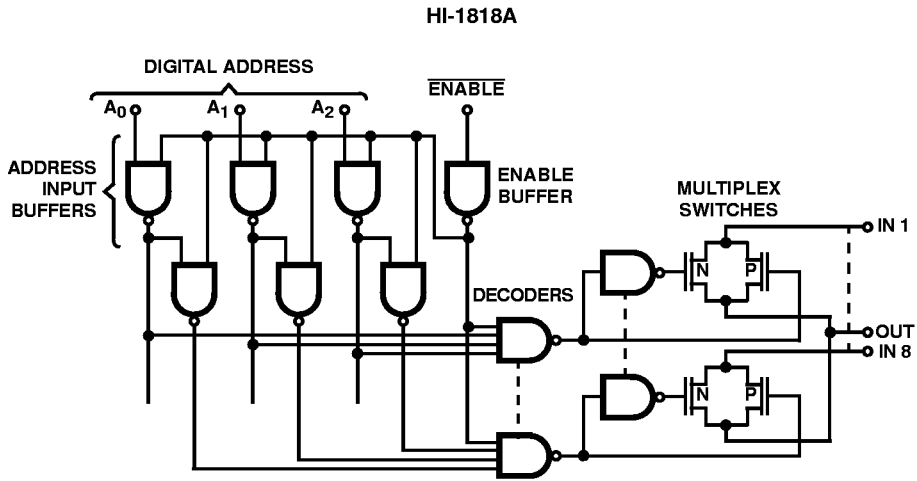 HI-1818A
DIGITAL ADDRESS
ENABLE
A0
A1
A2
ADDRESS
INPUT
BUFFERS
ENABLE
BUFFER
MULTIPLEX
SWITCHES
IN 1
N
P
DECODERS
OUT
IN 8
N
P